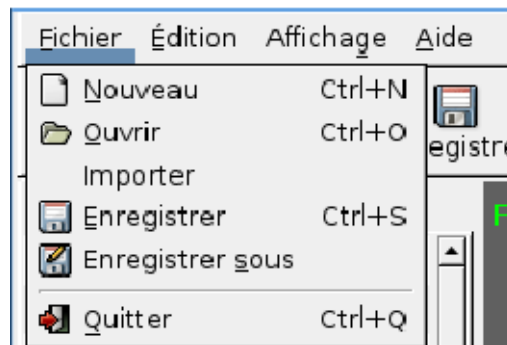 Fichier Édition Affichage Aide
Nouveau Ctrl+N
Ouvrir Ctrl+O
Importer
Enregistrer Ctrl+S
Enregistrer sous
Quitter Ctrl+Q